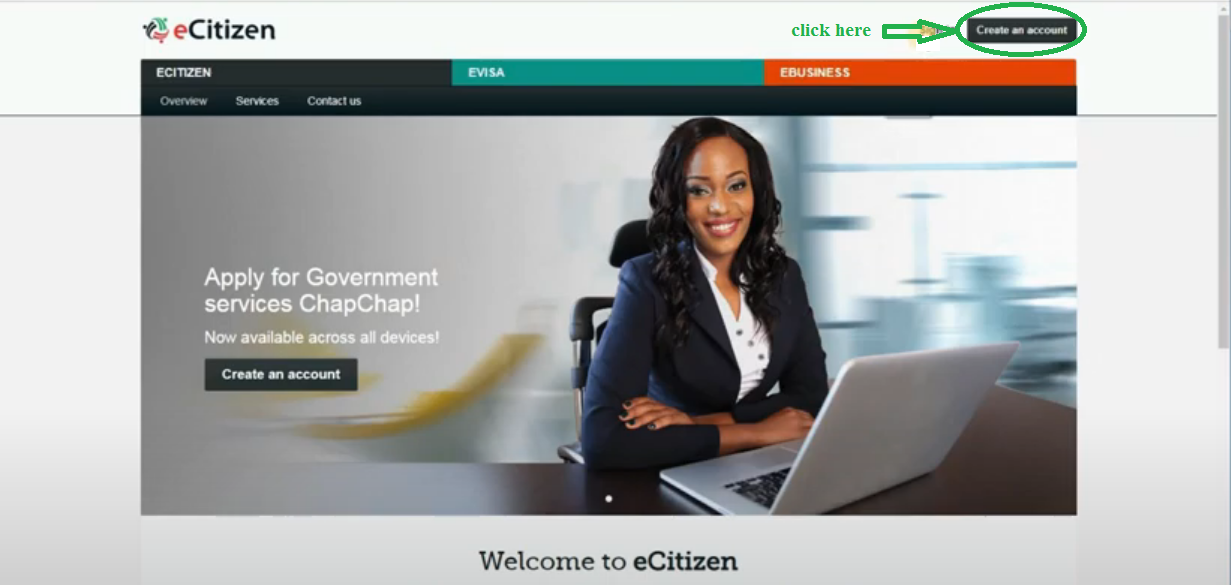 eCitizen
click here
Create an account
ECITIZEN EVISA EBUSINESS
Overview Services Contact us
Apply for Government
services ChapChap!
Now available across all devices!
Create an account
Welcome to eCitizen